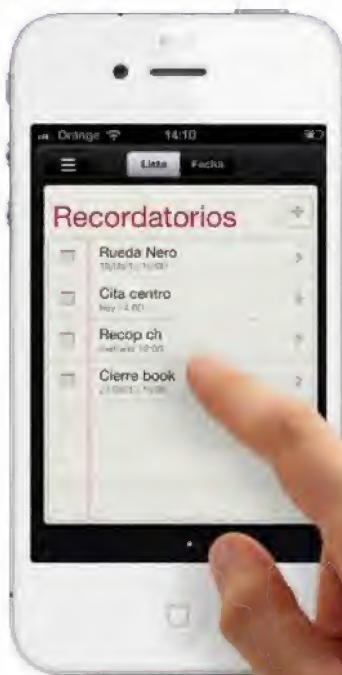 Orange 14:10
Lista Fecha
Recordatorios
Rueda Nero
Cita centro
Recop ch
Cierre book